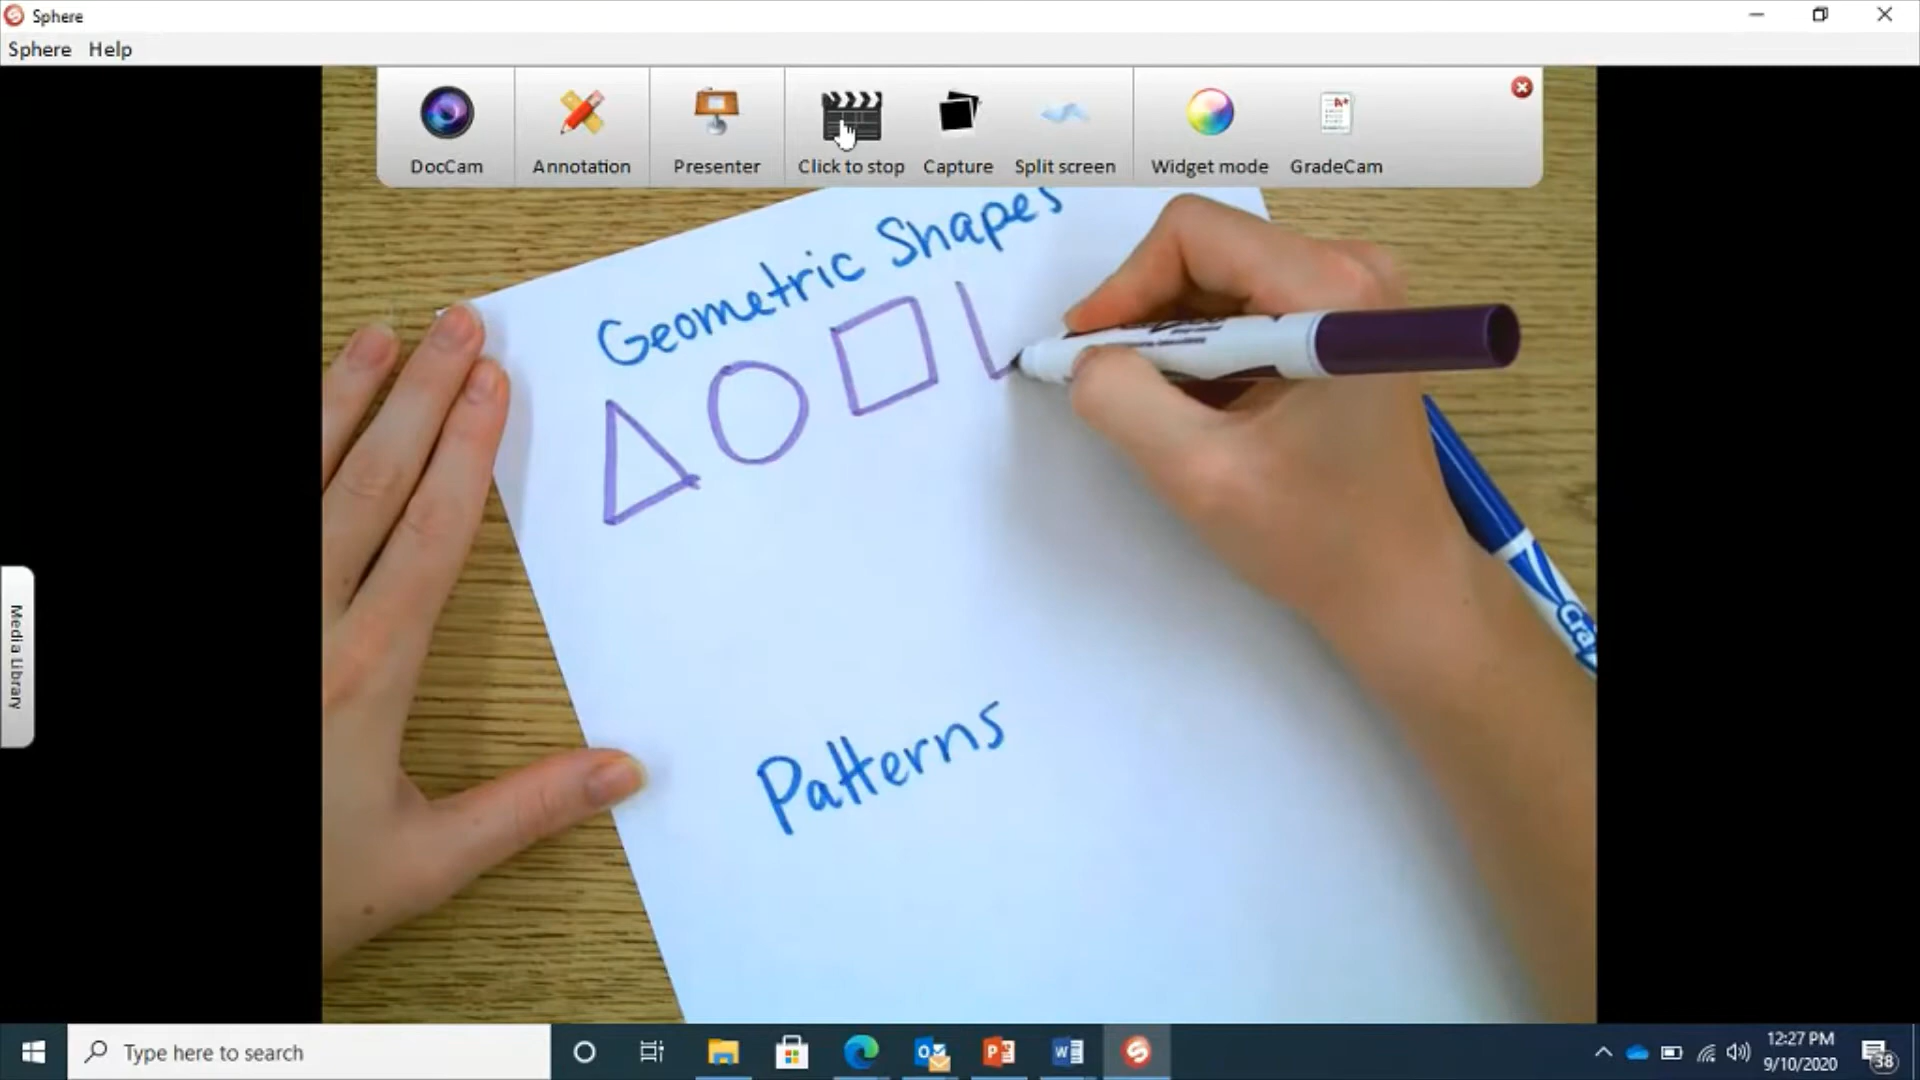 Sphere
Sphere Help
DocCam Annotation Presenter Click to stop Capture Split screen Widget mode GradeCam
Geometric Shapes
Media Library
Patterns
Cra
Type here to search
12:27 PM
9/10/2020
38